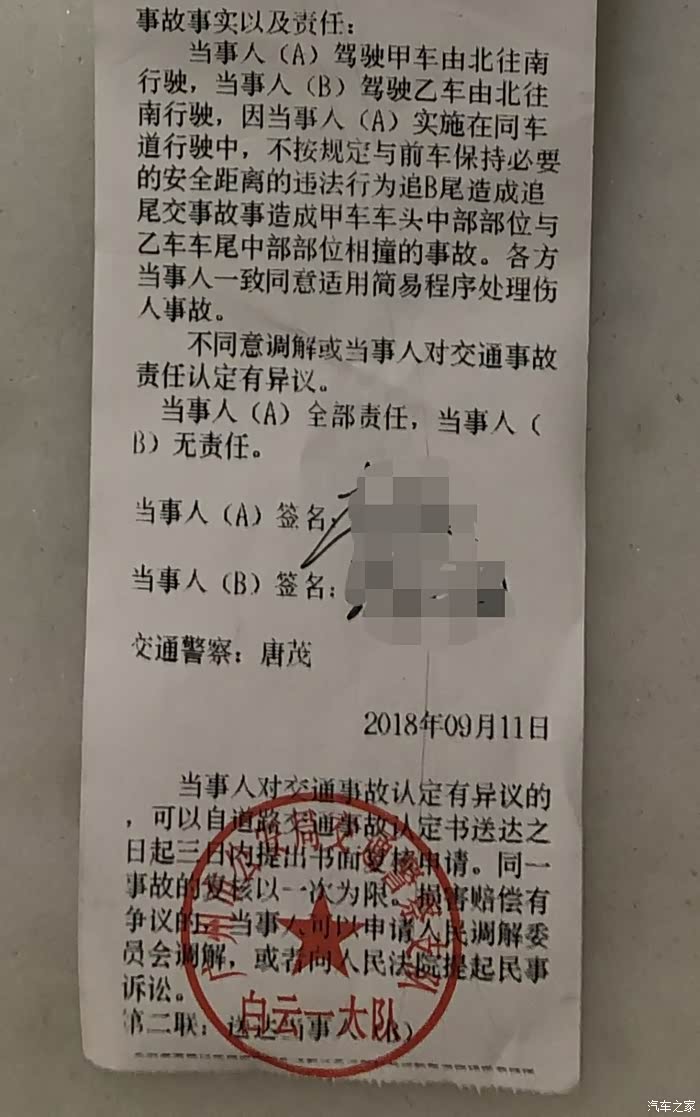 事故事实以及责任：
当事人（A）驾驶甲车由北往南
行驶，当事人（B）驾驶乙车由北往
南行驶，因当事人（A）实施在同车
道行驶中，不按规定与前车保持必要
的安全距离的违法行为追B尾造成追
尾交事故事造成甲车车头中部部位与
乙车车尾中部部位相撞的事故。各方
当事人一致同意适用简易程序处理伤
人事故。
不同意调解或当事人对交通事故
责任认定有异议。
当事人（A）全部责任，当事人（
B）无责任。
当事人（A）签名：
当事人（B）签名：
交通警察：唐茂
2018年09月11日
当事人对交通事故认定有异议的
，可以自道路交通事故认定书送达之
日起三日内提出书面复核申请。同一
事故的复核以一次为限。损害赔偿有
争议的，当事人可以申请人民调解委
员会调解，或者向人民法院提起民事
诉讼。
第二联：送达当事人（B）
广州市公安局交通警察支队
白云一大队
汽车之家